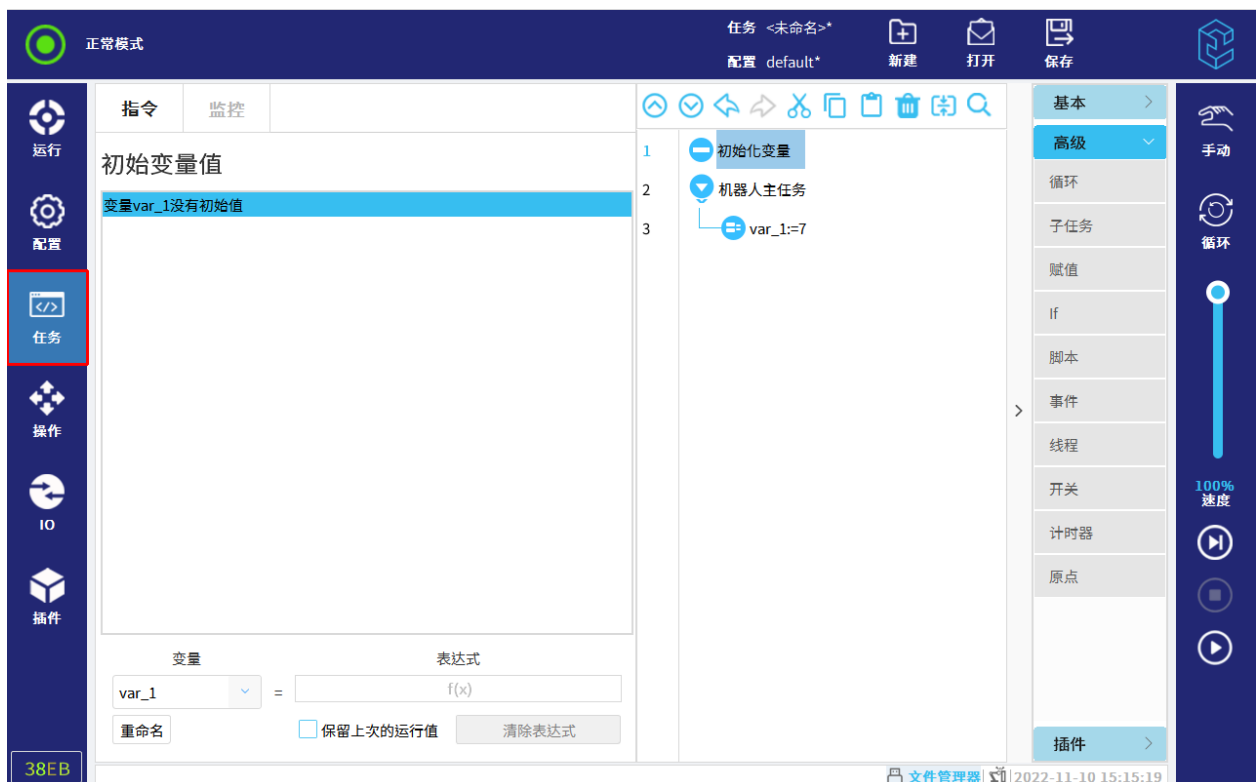 正常模式
任务 <未命名>*
配置 default*
新建
打开
保存
运行
配置
任务
操作
IO
插件
38EB
指令
监控
初始变量值
变量var_1没有初始值
变量
表达式
var_1
=
f(x)
重命名
保留上次的运行值
清除表达式
1 初始化变量
2 机器人主任务
3 var_1:=7
基本
高级
循环
子任务
赋值
If
脚本
事件
线程
开关
计时器
原点
插件
手动
循环
100%
速度
文件管理器
2022-11-10 15:15:19